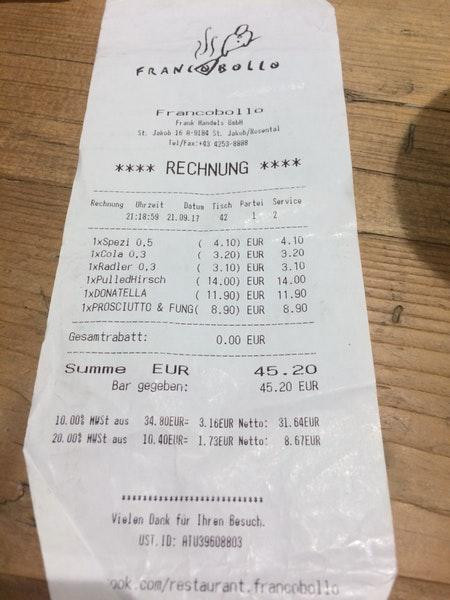 FRANCOBOLLO
Francobollo
Frank Handels GmbH
St. Jakob 16 A-9184 St. Jakob/Rosental
Tel/Fax:+43 4253-8888
**** RECHNUNG ****
Rechnung Uhrzeit Datum Tisch Partei Service
21:18:59 21.09.17 42 1 2
1xSpezi 0,5 ( 4.10) EUR 4.10
1xCola 0,3 ( 3.20) EUR 3.20
1xRadler 0,3 ( 3.10) EUR 3.10
1xPulledHirsch ( 14.00) EUR 14.00
1xDONATELLA ( 11.90) EUR 11.90
1xPROSCIUTTO & FUNG( 8.90) EUR 8.90
Gesamtrabatt: 0.00 EUR
Summe EUR 45.20
Bar gegeben: 45.20 EUR
10.00% MWSt aus 34.80EUR= 3.16EUR Netto: 31.64EUR
20.00% MWSt aus 10.40EUR= 1.73EUR Netto: 8.67EUR
**************************
Vielen Dank für Ihren Besuch.
UST.ID: ATU39608803
ook.com/restaurant.francobollo